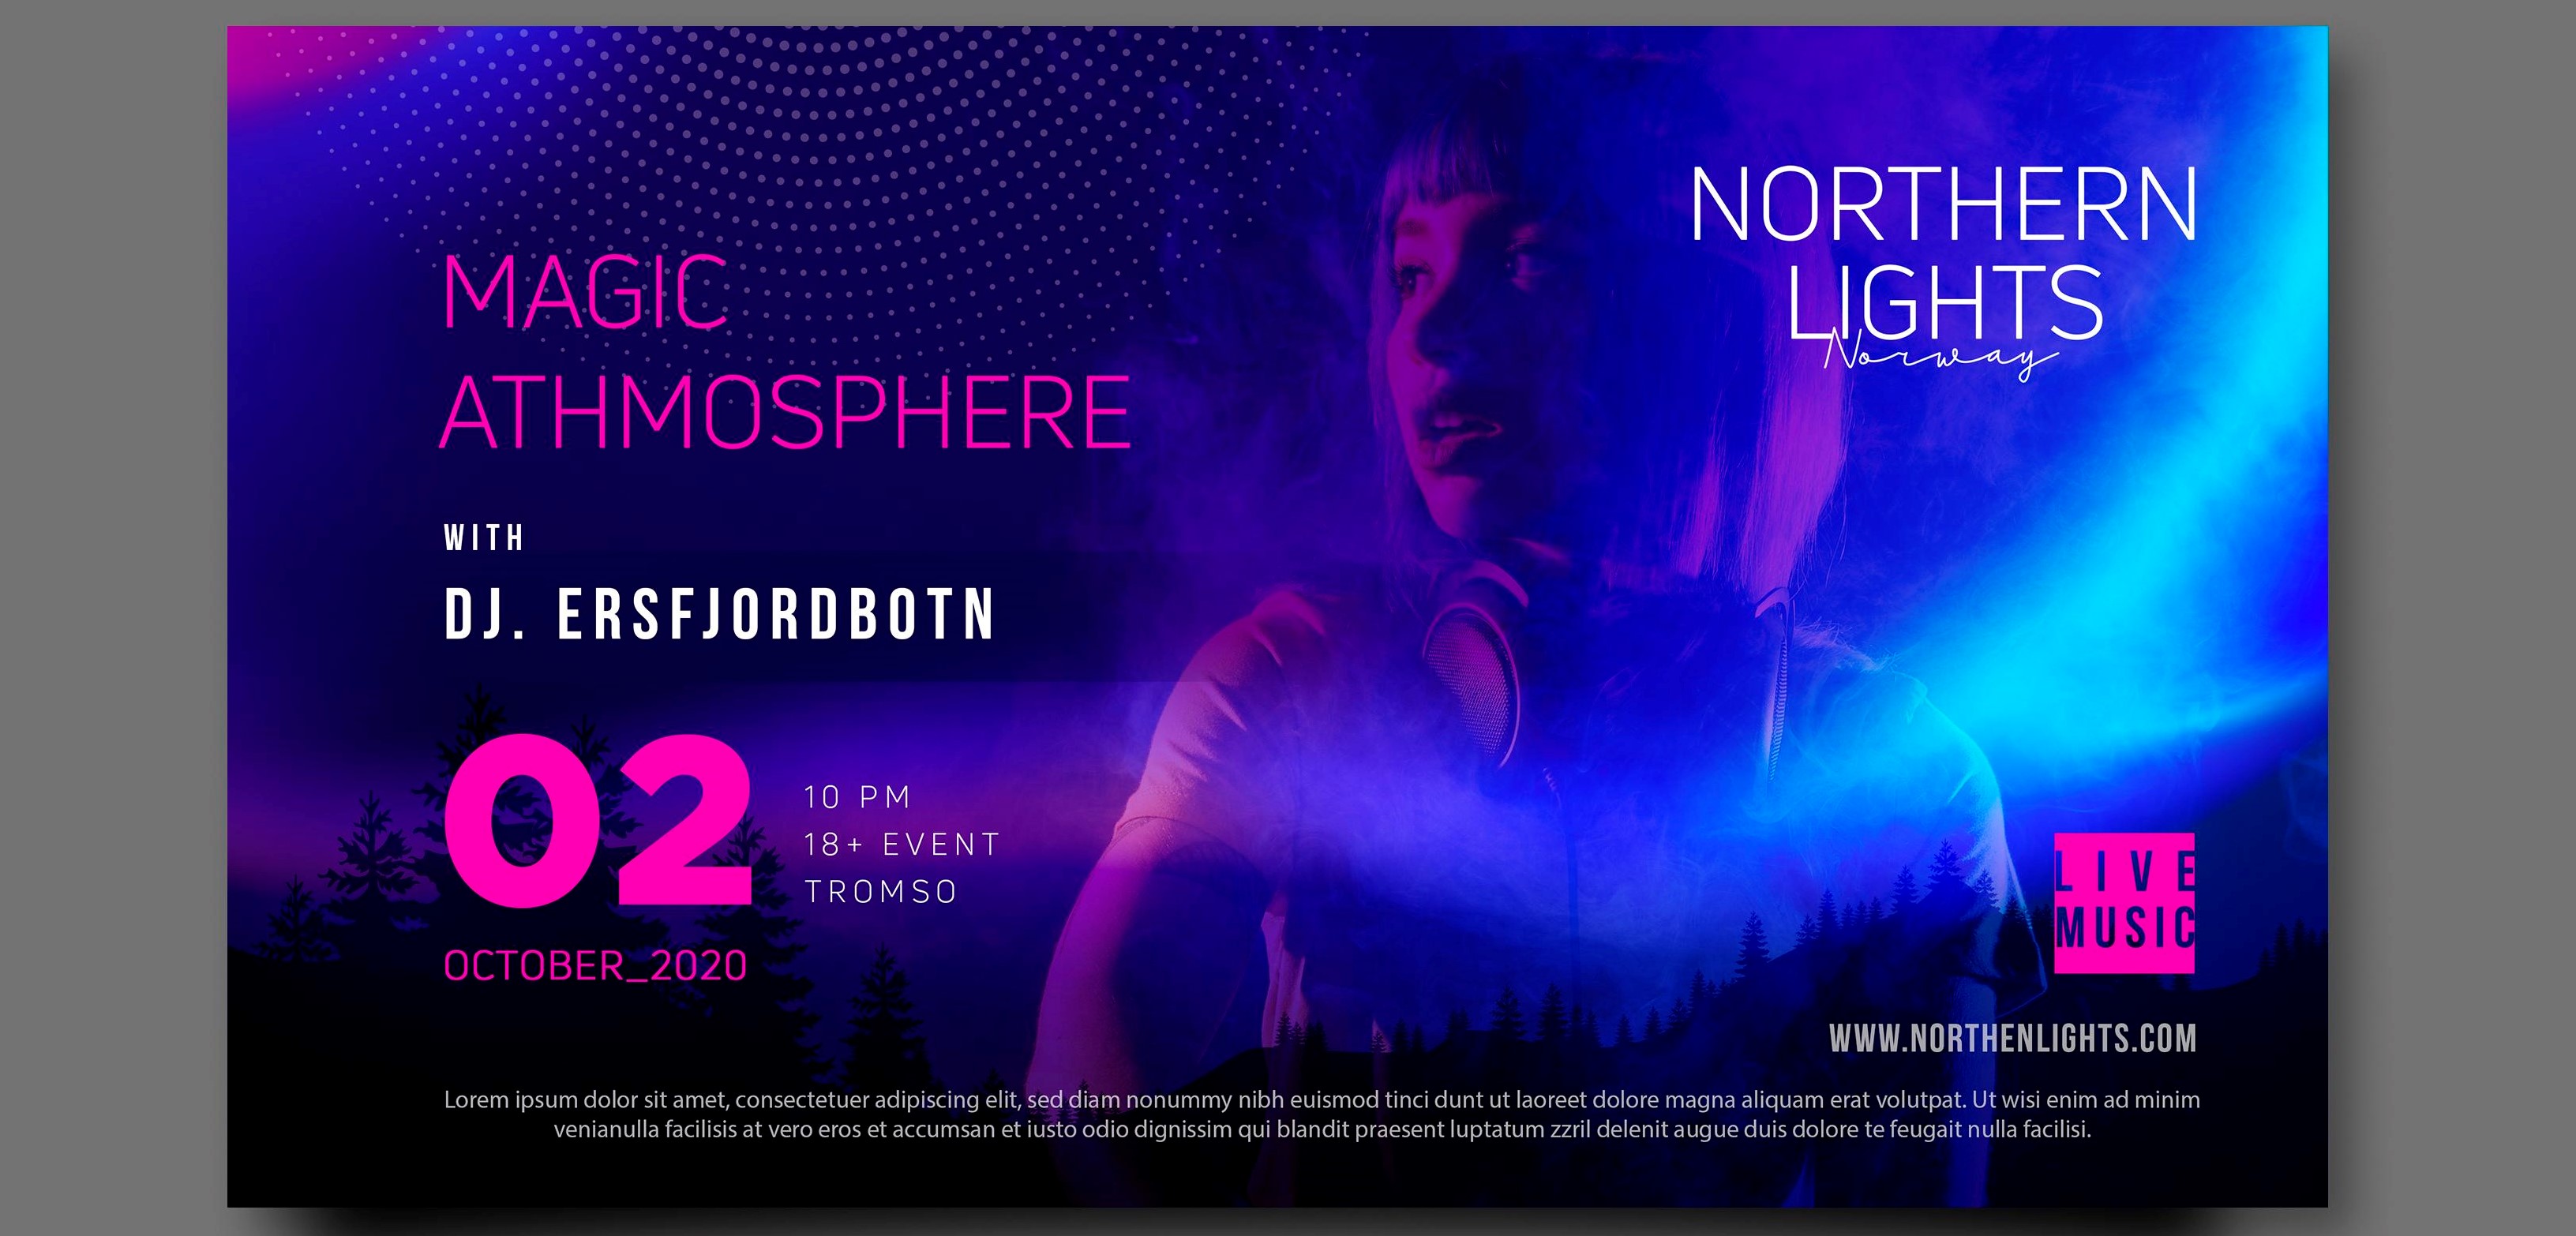 NORTHERN
LIGHTS
Norway
MAGIC
ATHMOSPHERE
WITH
DJ. ERSFJORDBOTN
02
10 PM
18+ EVENT
TROMSO
OCTOBER_2020
LIVE
MUSIC
WWW.NORTHENLIGHTS.COM
Lorem ipsum dolor sit amet, consectetuer adipiscing elit, sed diam nonummy nibh euismod tinci dunt ut laoreet dolore magna aliquam erat volutpat. Ut wisi enim ad minim
venianulla facilisis at vero eros et accumsan et iusto odio dignissim qui blandit praesent luptatum zzril delenit augue duis dolore te feugait nulla facilisi.